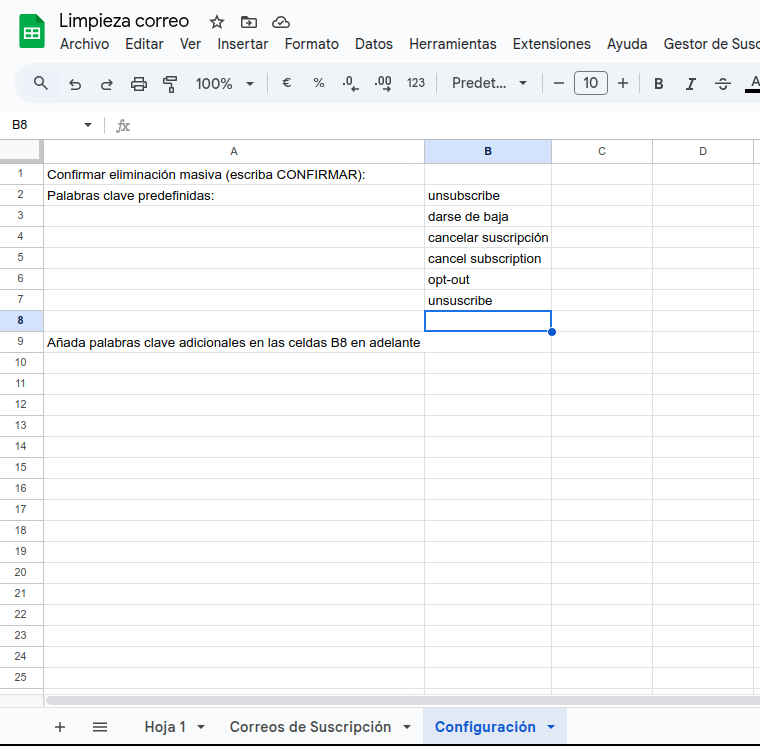 Limpieza correo
Archivo Editar Ver Insertar Formato Datos Herramientas Extensiones Ayuda Gestor de Susc
100% € % .0 .00 123 Predet... 10 B I S A
B8 fx
A B C D
1 Confirmar eliminación masiva (escriba CONFIRMAR):
2 Palabras clave predefinidas: unsubscribe
3 darse de baja
4 cancelar suscripción
5 cancel subscription
6 opt-out
7 unsuscribe
8
9 Añada palabras clave adicionales en las celdas B8 en adelante
10
11
12
13
14
15
16
17
18
19
20
21
22
23
24
25
Hoja 1 Correos de Suscripción Configuración